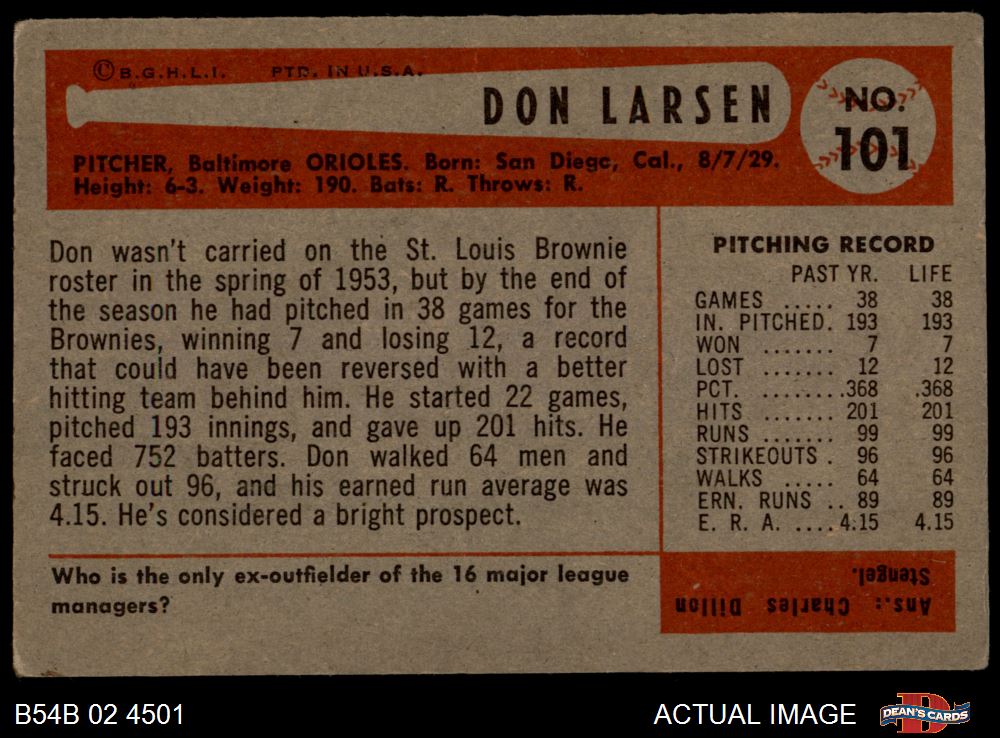 © B.G.H.L.I. PTD. IN U.S.A.
DON LARSEN
NO.
101
PITCHER, Baltimore ORIOLES. Born: San Diego, Cal., 8/7/29.
Height: 6-3. Weight: 190. Bats: R. Throws: R.
Don wasn't carried on the St. Louis Brownie
roster in the spring of 1953, but by the end of
the season he had pitched in 38 games for the
Brownies, winning 7 and losing 12, a record
that could have been reversed with a better
hitting team behind him. He started 22 games,
pitched 193 innings, and gave up 201 hits. He
faced 752 batters. Don walked 64 men and
struck out 96, and his earned run average was
4.15. He's considered a bright prospect.
PITCHING RECORD
PAST YR. LIFE
GAMES ..... 38 38
IN. PITCHED. 193 193
WON ....... 7 7
LOST ....... 12 12
PCT. ........368 .368
HITS ....... 201 201
RUNS ....... 99 99
STRIKEOUTS . 96 96
WALKS ..... 64 64
ERN. RUNS .. 89 89
E. R. A. ....4.15 4.15
Who is the only ex-outfielder of the 16 major league
managers?
Ans.: Charles Dillon
Stengel.
B54B 02 4501
ACTUAL IMAGE
D
DEAN'S CARDS